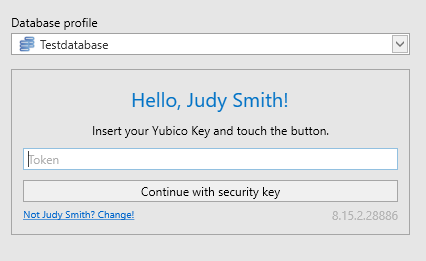 Database profile
Testdatabase
Hello, Judy Smith!
Insert your Yubico Key and touch the button.
Token
Continue with security key
Not Judy Smith? Change! 8.15.2.28886